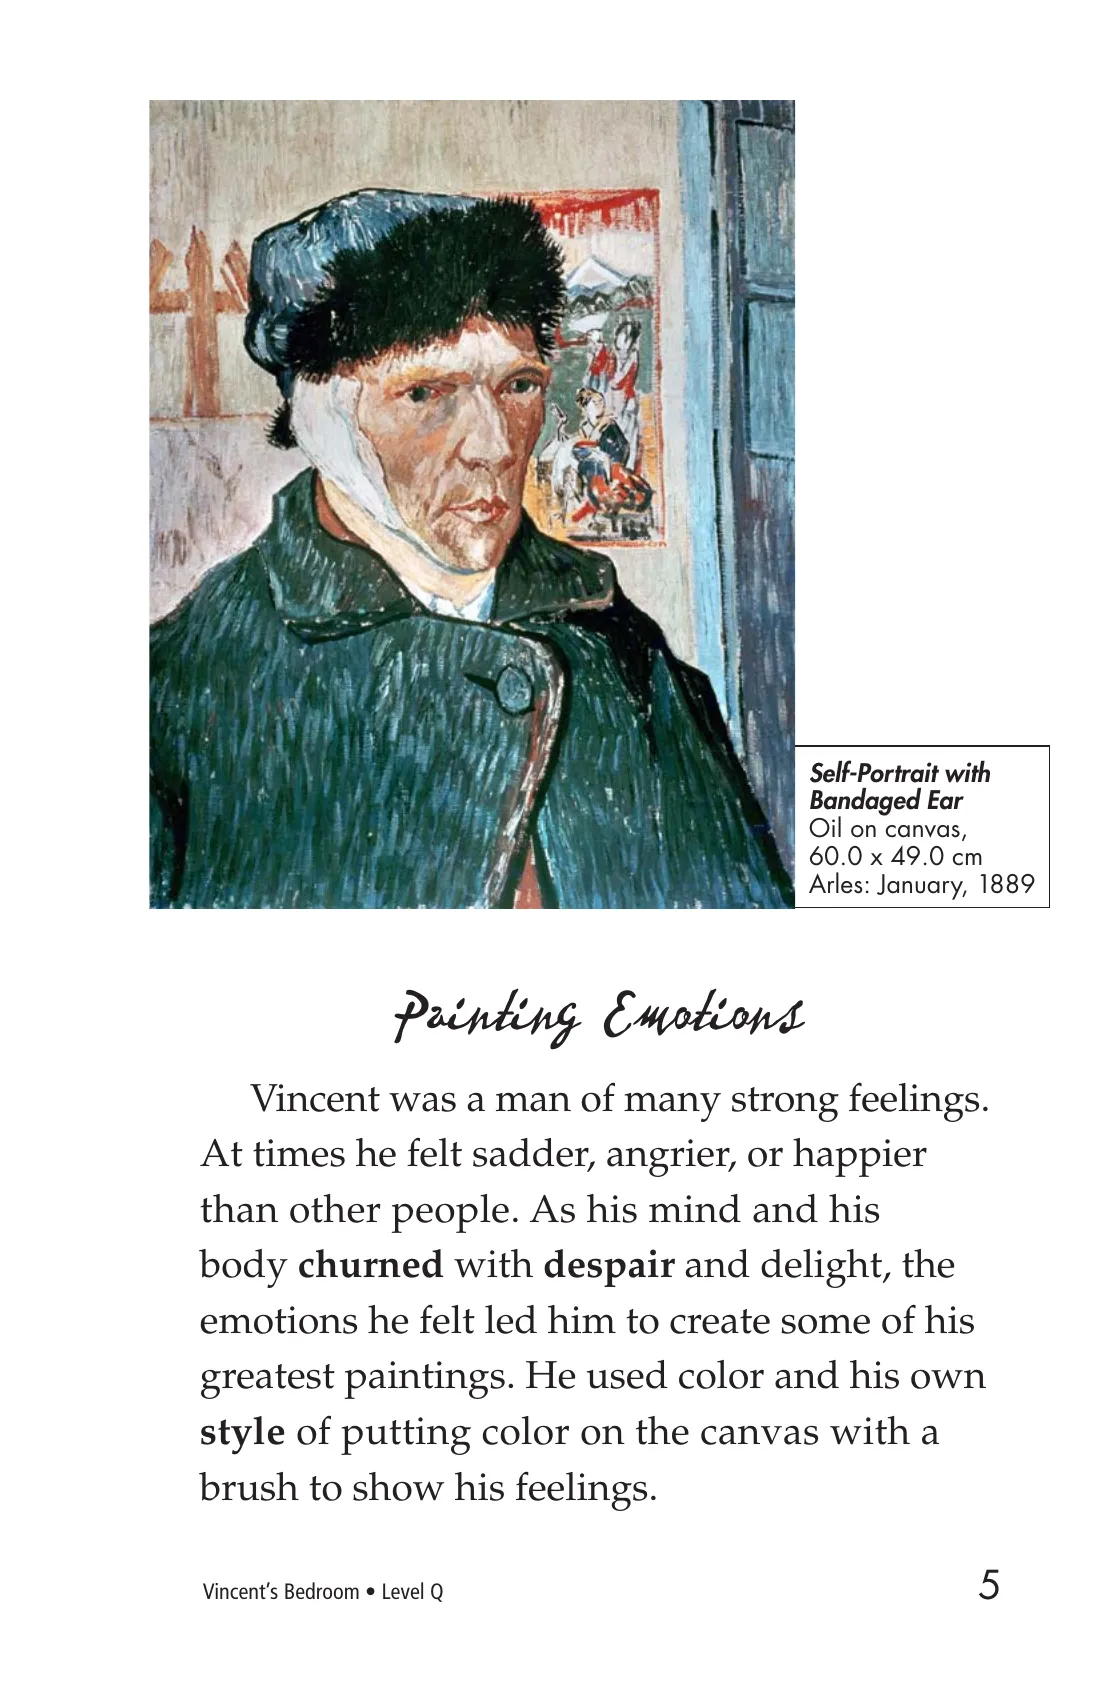 Self-Portrait with
Bandaged Ear
Oil on canvas,
60.0 x 49.0 cm
Arles: January, 1889
Painting Emotions
Vincent was a man of many strong feelings.
At times he felt sadder, angrier, or happier
than other people. As his mind and his
body churned with despair and delight, the
emotions he felt led him to create some of his
greatest paintings. He used color and his own
style of putting color on the canvas with a
brush to show his feelings.
Vincent’s Bedroom • Level Q
5